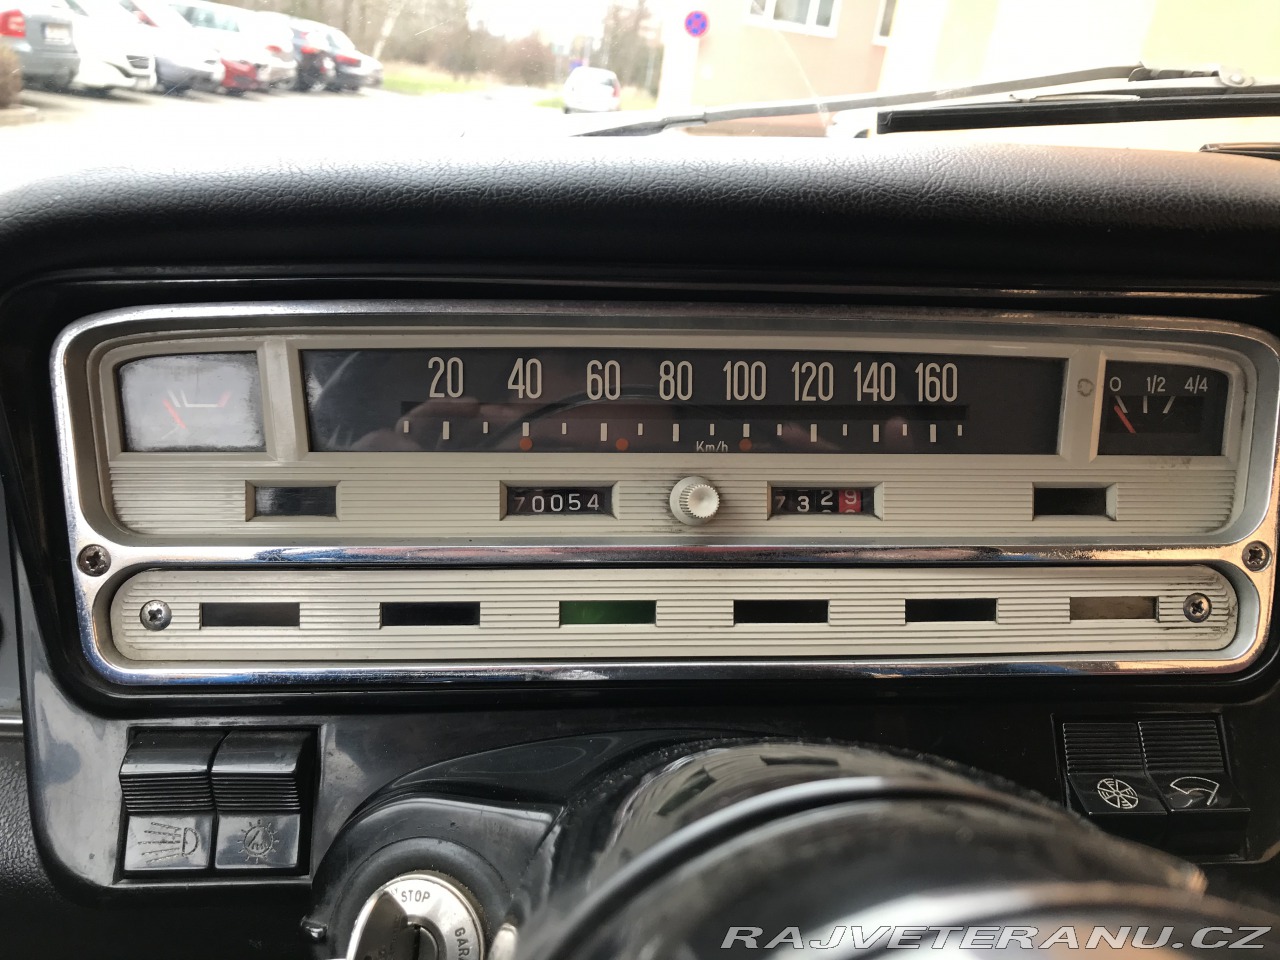 20 40 60 80 100 120 140 160
0 1/2 4/4
Km/h
70054
7329
STOP
GARA
RAJVETERANU.CZ